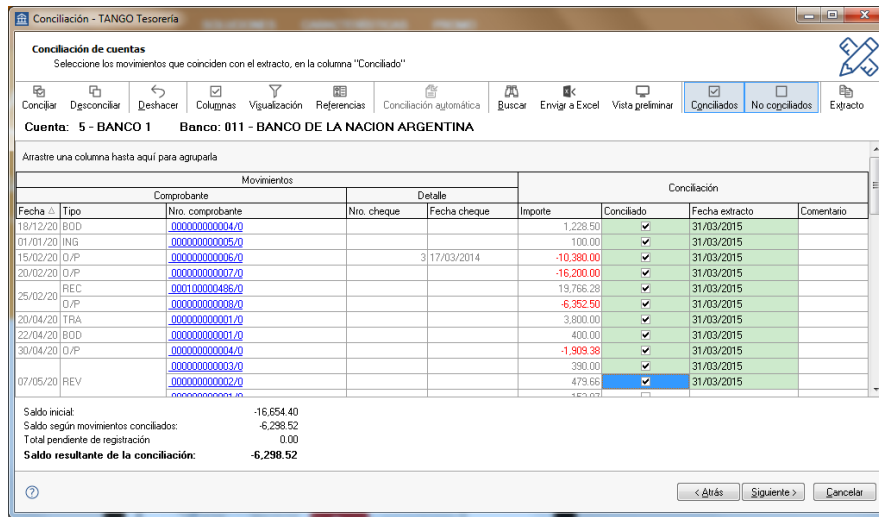 Conciliación - TANGO Tesorería
Conciliación de cuentas
Seleccione los movimientos que coinciden con el extracto, en la columna "Conciliado"
Conciliar Desconciliar Deshacer Columnas Visualización Referencias Conciliación automática Buscar Enviar a Excel Vista preliminar Conciliados No conciliados Extracto
Cuenta: 5 - BANCO 1 Banco: 011 - BANCO DE LA NACION ARGENTINA
Arrastre una columna hasta aquí para agruparla
Movimientos Conciliación
Comprobante Detalle
Fecha Tipo Nro. comprobante Nro. cheque Fecha cheque Importe Conciliado Fecha extracto Comentario
18/12/20 BOD 000000000004/0 1,228.50 31/03/2015
01/01/20 ING 000000000005/0 100.00 31/03/2015
15/02/20 O/P 000000000006/0 3 17/03/2014 -10,380.00 31/03/2015
20/02/20 O/P 000000000007/0 -16,200.00 31/03/2015
25/02/20 REC 000100000486/0 19,766.28 31/03/2015
O/P 000000000008/0 -6,352.50 31/03/2015
20/04/20 TRA 000000000001/0 3,800.00 31/03/2015
22/04/20 BOD 000000000001/0 400.00 31/03/2015
30/04/20 O/P 000000000004/0 -1,909.38 31/03/2015
000000000003/0 390.00 31/03/2015
07/05/20 REV 000000000002/0 479.66 31/03/2015
Saldo inicial: -16,654.40
Saldo según movimientos conciliados: -6,298.52
Total pendiente de registración 0.00
Saldo resultante de la conciliación: -6,298.52
< Atrás Siguiente > Cancelar